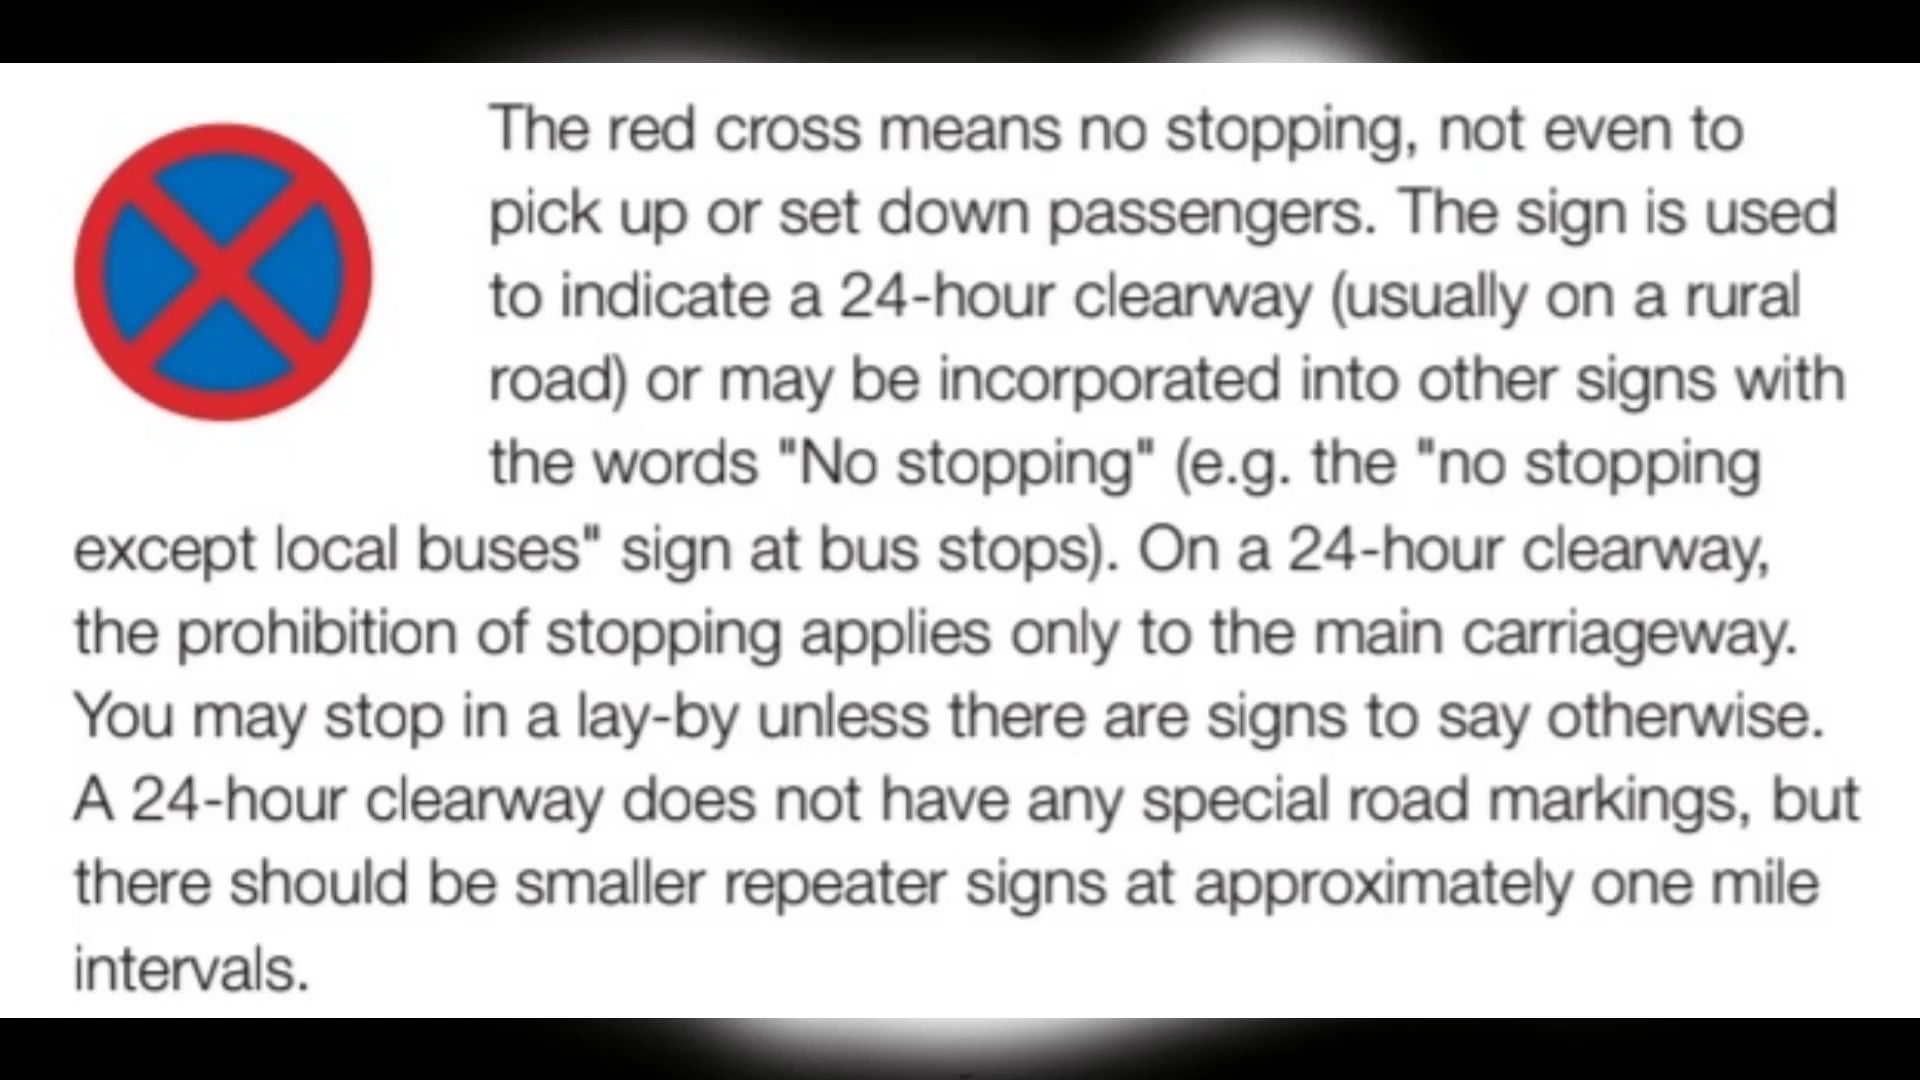 The red cross means no stopping, not even to
pick up or set down passengers. The sign is used
to indicate a 24-hour clearway (usually on a rural
road) or may be incorporated into other signs with
the words "No stopping" (e.g. the "no stopping
except local buses" sign at bus stops). On a 24-hour clearway,
the prohibition of stopping applies only to the main carriageway.
You may stop in a lay-by unless there are signs to say otherwise.
A 24-hour clearway does not have any special road markings, but
there should be smaller repeater signs at approximately one mile
intervals.